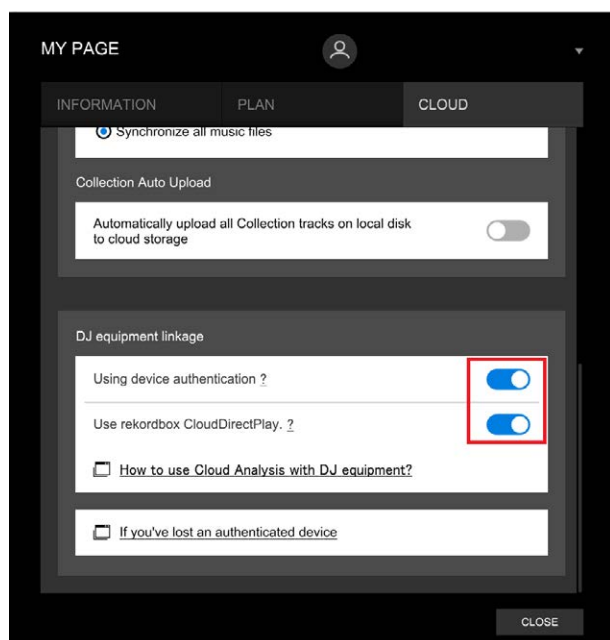 MY PAGE
INFORMATION
PLAN
CLOUD
Synchronize all music files
Collection Auto Upload
Automatically upload all Collection tracks on local disk
to cloud storage
DJ equipment linkage
Using device authentication ?
Use rekordbox CloudDirectPlay. ?
How to use Cloud Analysis with DJ equipment?
If you've lost an authenticated device
CLOSE